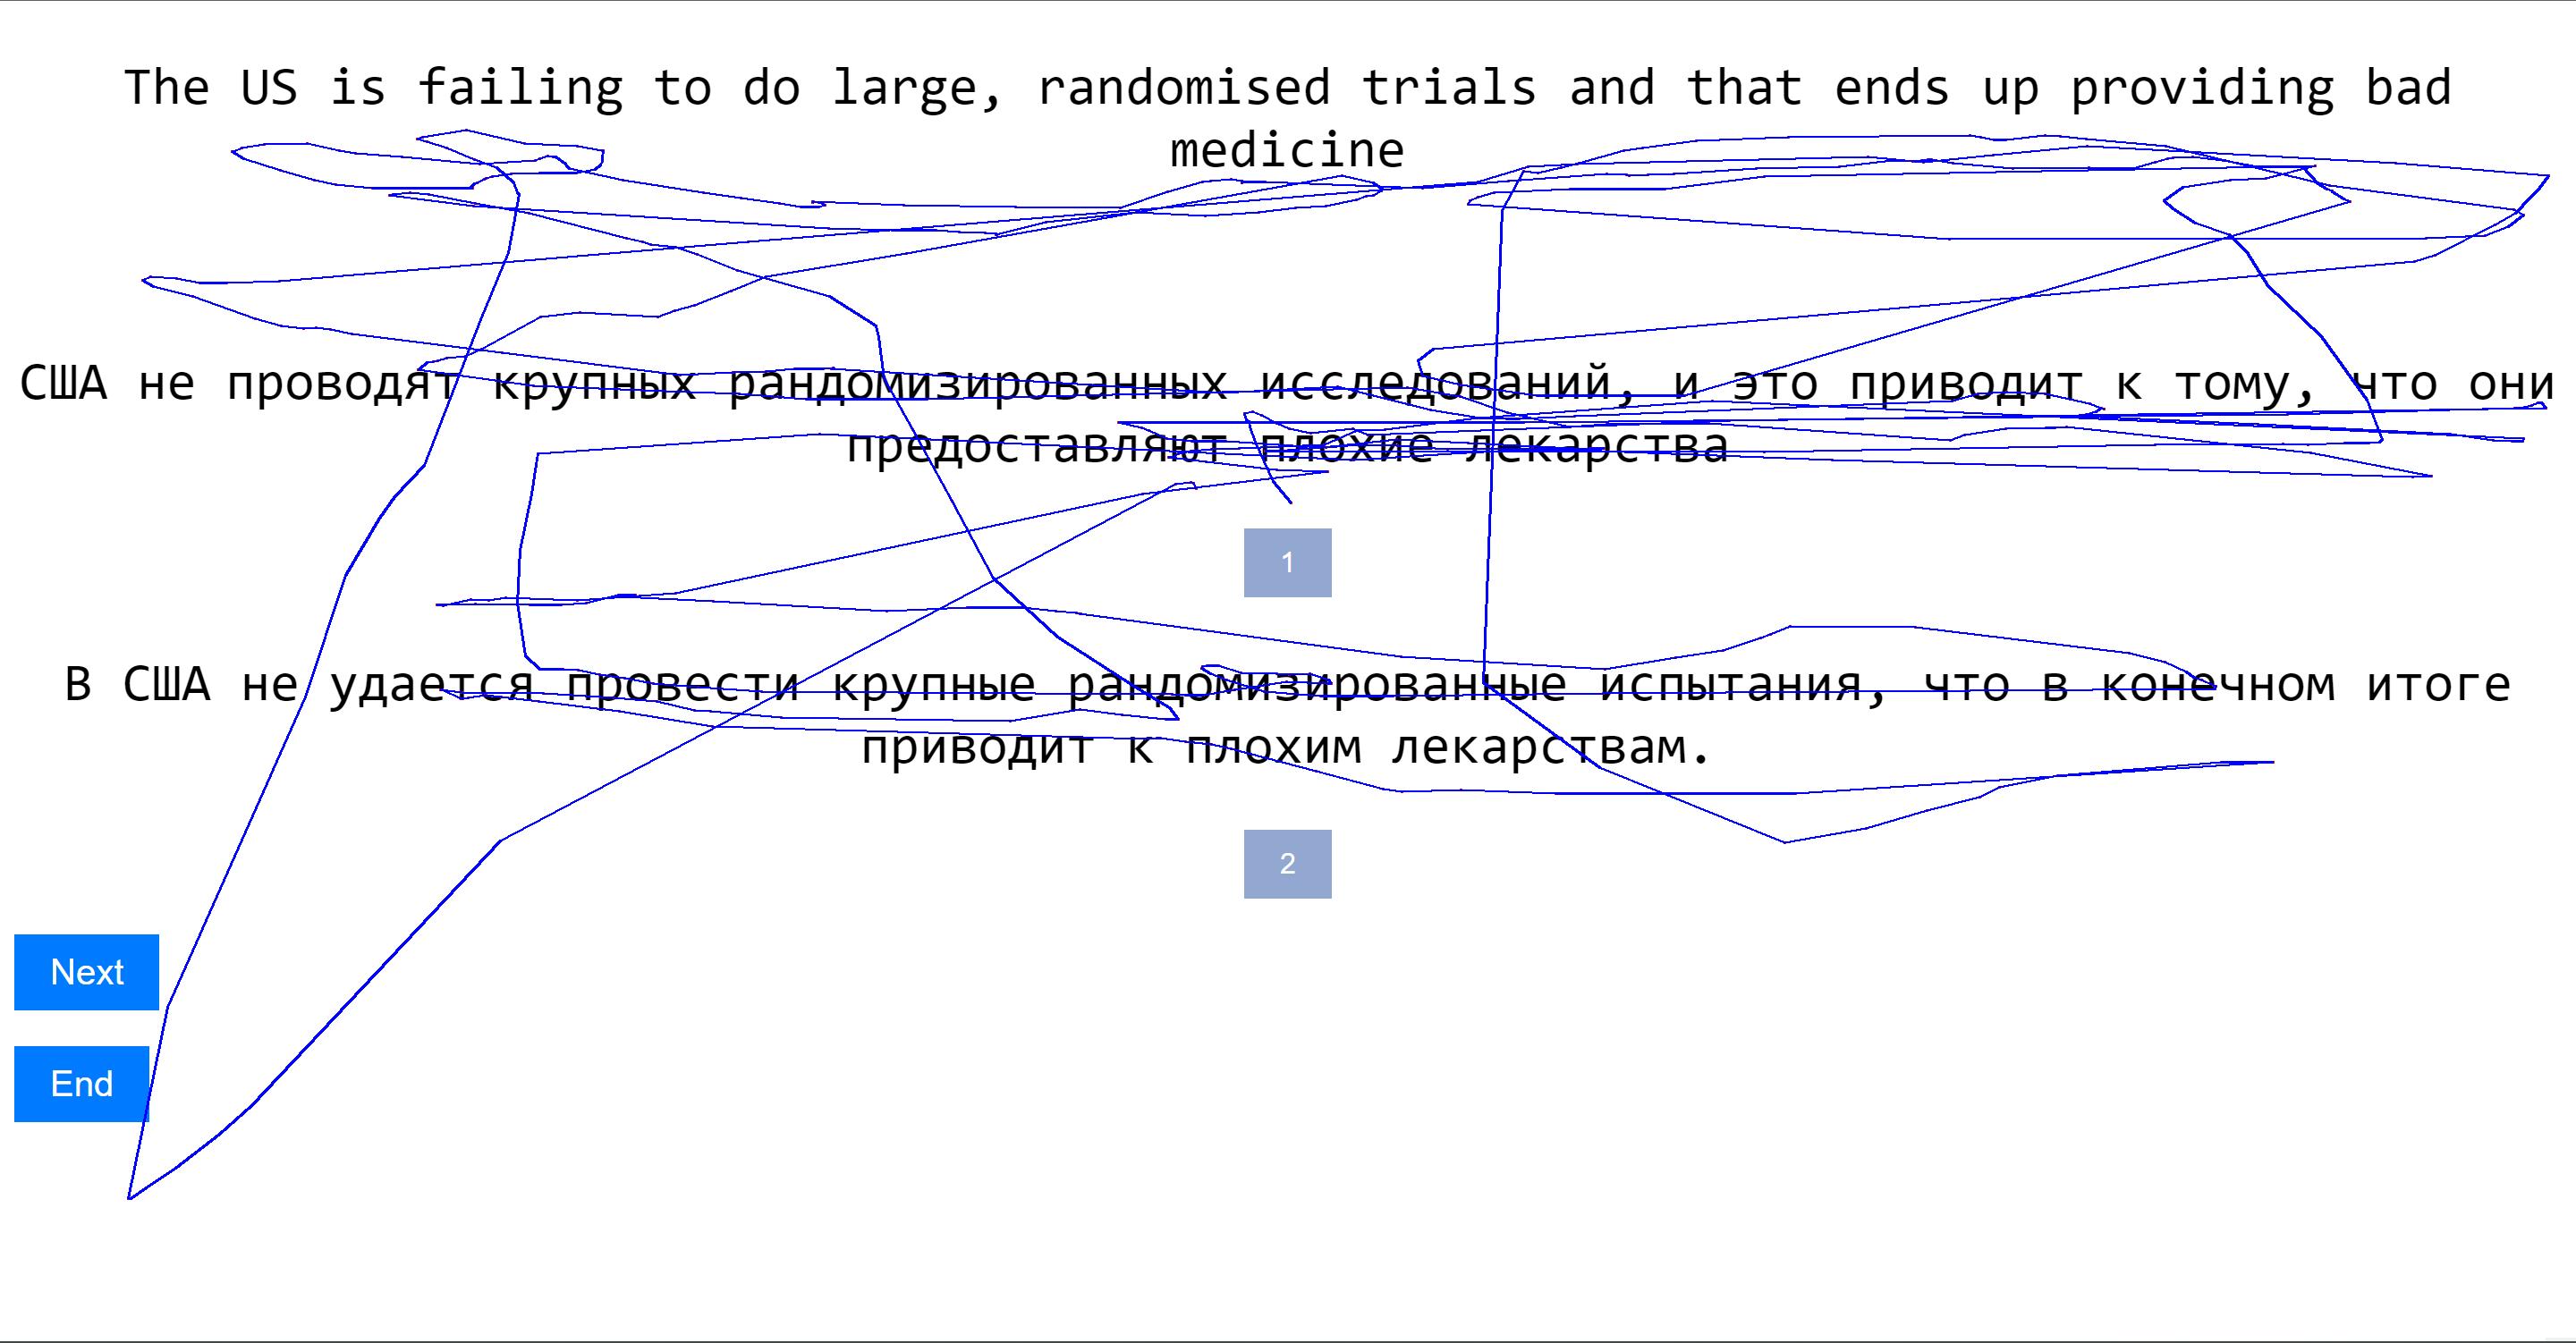 The US is failing to do large, randomised trials and that ends up providing bad
medicine
США не проводят крупных рандомизированных исследований, и это приводит к тому, что они
предоставляют плохие лекарства
1
В США не удается провести крупные рандомизированные испытания, что в конечном итоге
приводит к плохим лекарствам.
2
Next
End